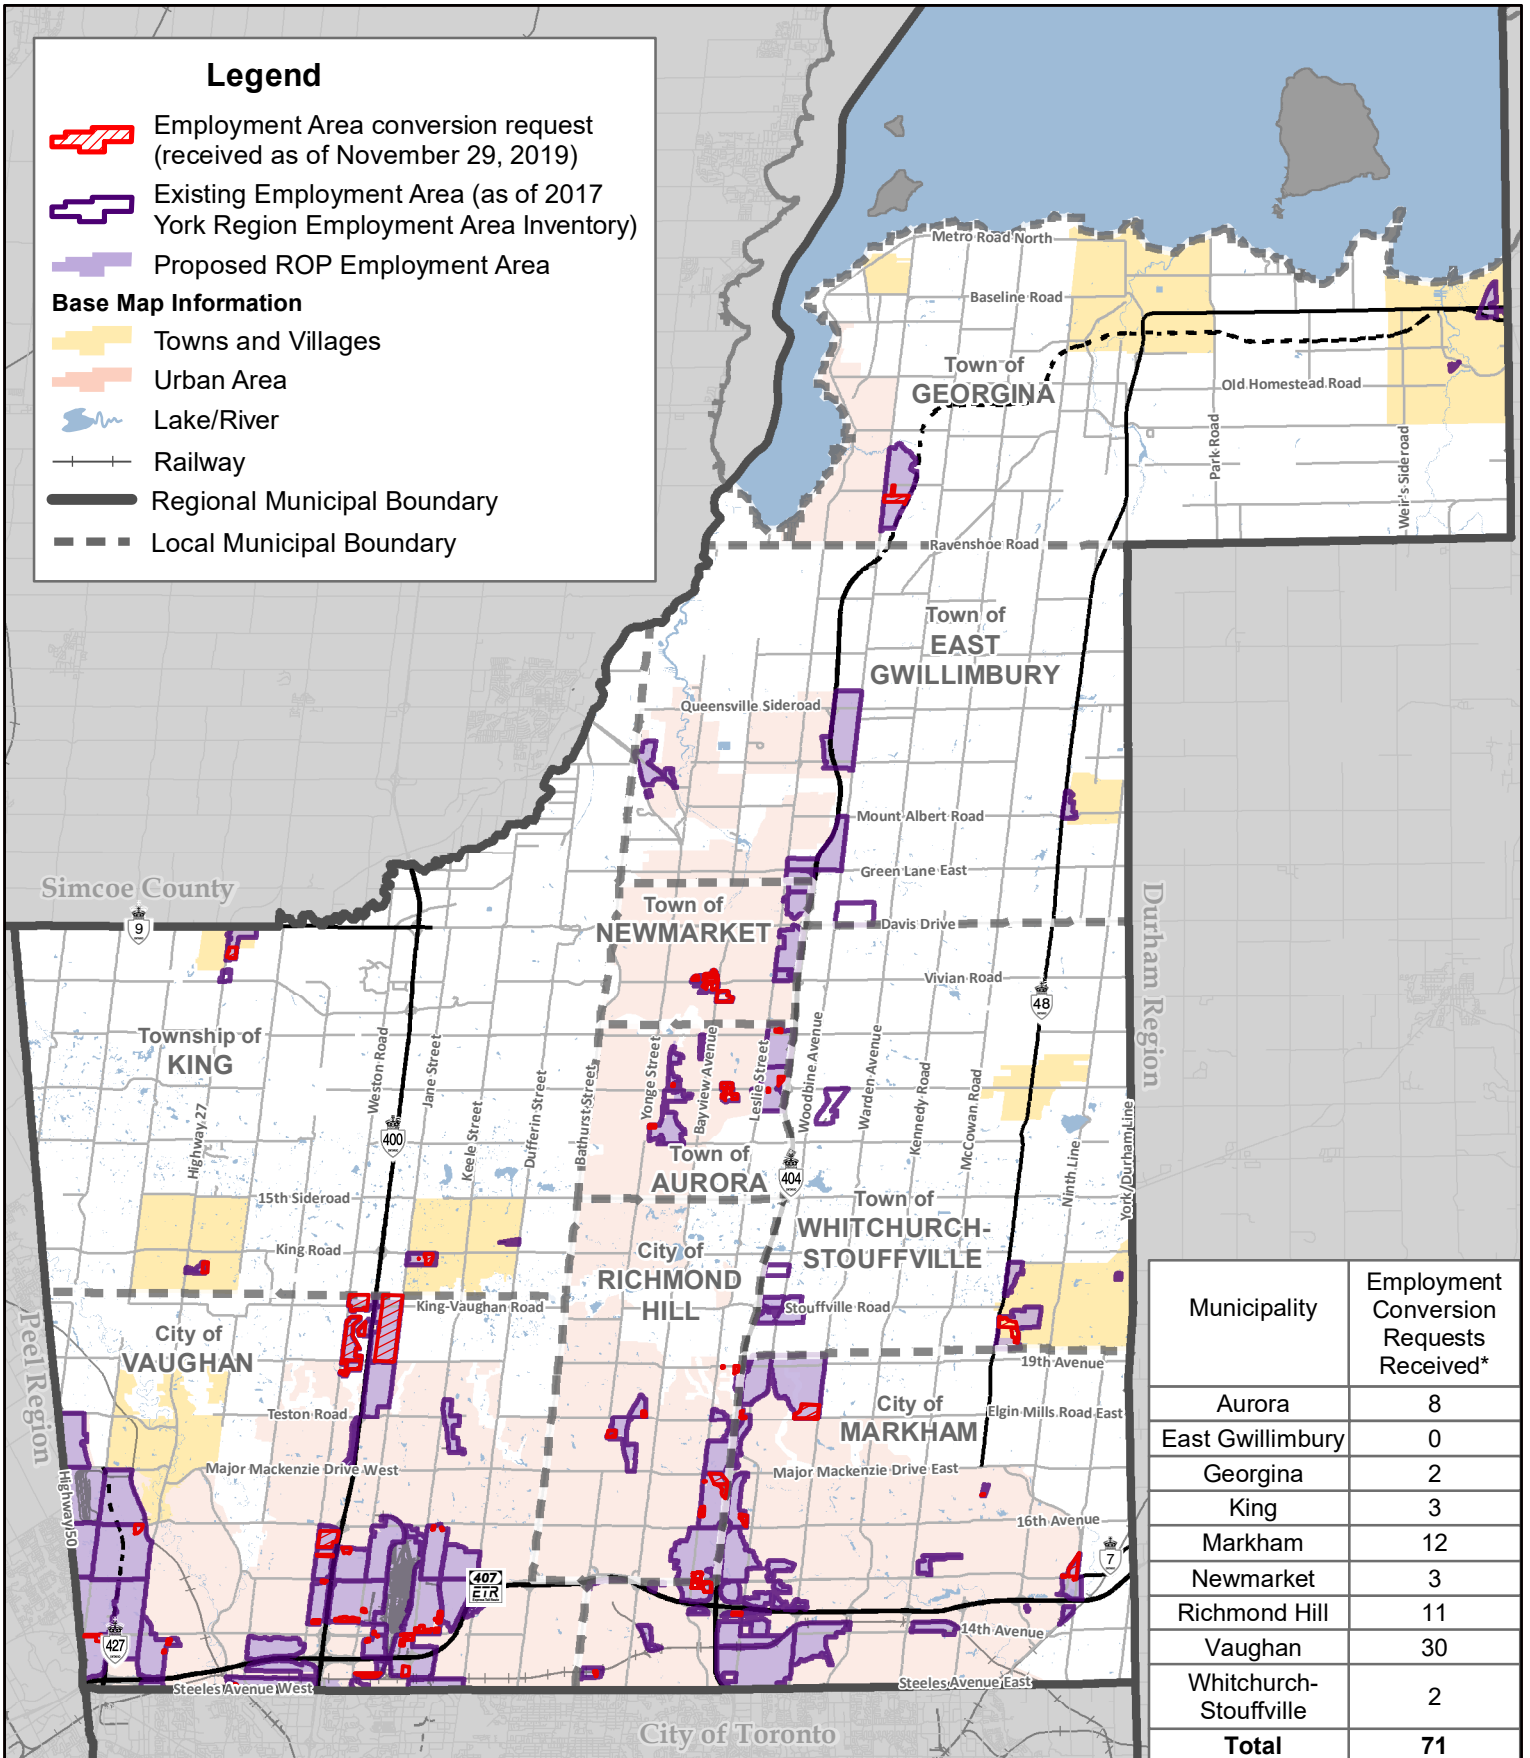 Legend
Employment Area conversion request
(received as of November 29, 2019)
Existing Employment Area (as of 2017
York Region Employment Area Inventory)
Proposed ROP Employment Area
Base Map Information
Towns and Villages
Urban Area
Lake/River
Railway
Regional Municipal Boundary
Local Municipal Boundary
Metro Road North
Baseline Road
Town of
GEORGINA
Old Homestead Road
Park Road
Weir's Sideroad
Ravenshoe Road
Town of
EAST
GWILLIMBURY
Queensville Sideroad
Mount Albert Road
Green Lane East
Simcoe County
9
Town of
NEWMARKET
Davis Drive
Durham Region
Vivian Road
48
Township of
KING
Highway 27
Weston Road
400
Jane Street
Keele Street
Dufferin Street
Bathurst Street
Yonge Street
Bayview Avenue
Leslie Street
Woodbine Avenue
Warden Avenue
Kennedy Road
McCowan Road
Ninth Line
York/Durham Line
Town of
AURORA
404
15th Sideroad
Town of
WHITCHURCH-
STOUFFVILLE
King Road
City of
RICHMOND
HILL
King-Vaughan Road
Stouffville Road
Peel Region
City of
VAUGHAN
19th Avenue
Teston Road
City of
MARKHAM
Elgin Mills Road East
Major Mackenzie Drive West
Major Mackenzie Drive East
Highway 50
16th Avenue
7
407
ETR
Express Toll Route
14th Avenue
427
Steeles Avenue West
Steeles Avenue East
City of Toronto
Municipality Employment
Conversion
Requests
Received*
Aurora 8
East Gwillimbury 0
Georgina 2
King 3
Markham 12
Newmarket 3
Richmond Hill 11
Vaughan 30
Whitchurch-
Stouffville 2
Total 71